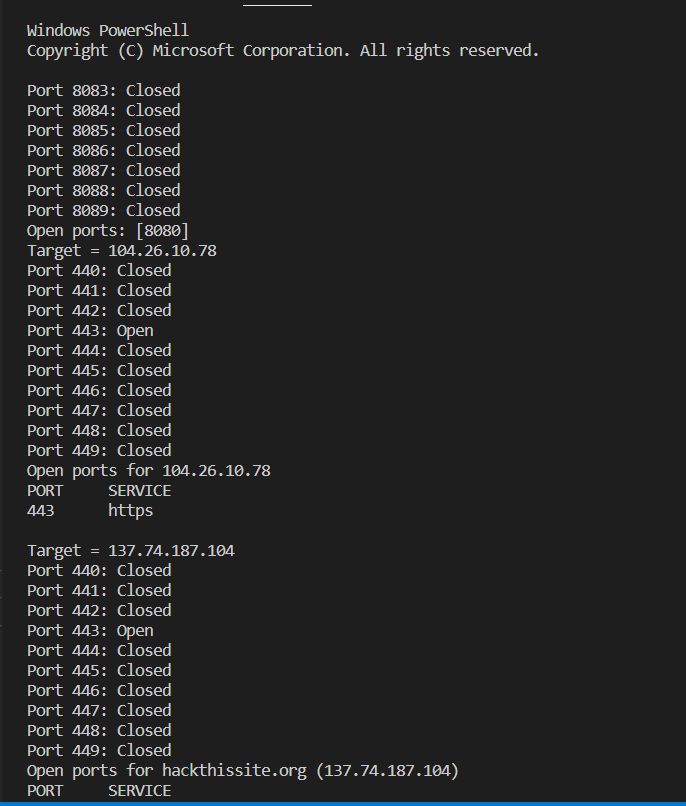 Windows PowerShell
Copyright (C) Microsoft Corporation. All rights reserved.
Port 8083: Closed
Port 8084: Closed
Port 8085: Closed
Port 8086: Closed
Port 8087: Closed
Port 8088: Closed
Port 8089: Closed
Open ports: [8080]
Target = 104.26.10.78
Port 440: Closed
Port 441: Closed
Port 442: Closed
Port 443: Open
Port 444: Closed
Port 445: Closed
Port 446: Closed
Port 447: Closed
Port 448: Closed
Port 449: Closed
Open ports for 104.26.10.78
PORT     SERVICE
443      https
Target = 137.74.187.104
Port 440: Closed
Port 441: Closed
Port 442: Closed
Port 443: Open
Port 444: Closed
Port 445: Closed
Port 446: Closed
Port 447: Closed
Port 448: Closed
Port 449: Closed
Open ports for hackthissite.org (137.74.187.104)
PORT     SERVICE